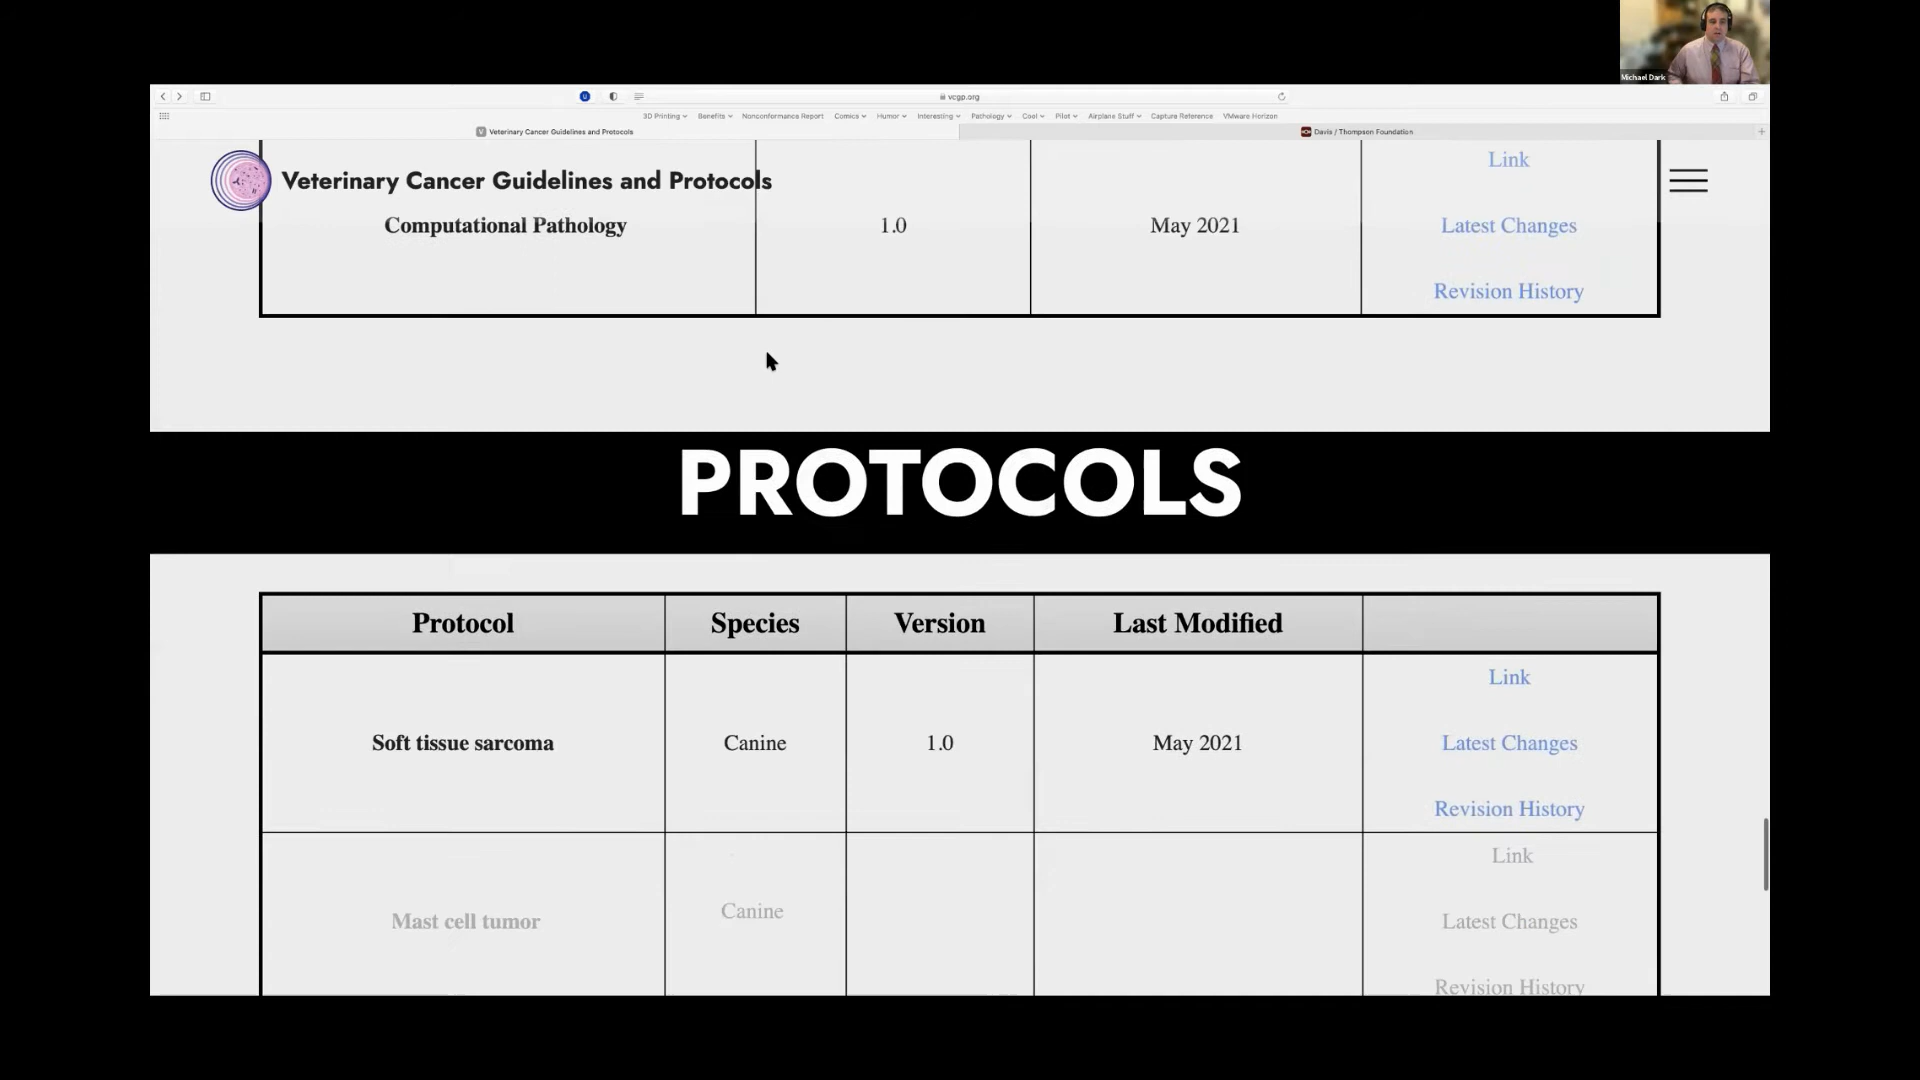 Michael Dark
vcgp.org
3D Printing Benefits Nonconformance Report Comics Humor Interesting Pathology Cool Pilot Airplane Stuff Capture Reference VMware Horizon
Veterinary Cancer Guidelines and Protocols
Davis / Thompson Foundation
Veterinary Cancer Guidelines and Protocols
Link
Computational Pathology 1.0 May 2021 Latest Changes
Revision History
PROTOCOLS
Protocol Species Version Last Modified
Link
Soft tissue sarcoma Canine 1.0 May 2021 Latest Changes
Revision History
Link
Mast cell tumor Canine Latest Changes
Revision History